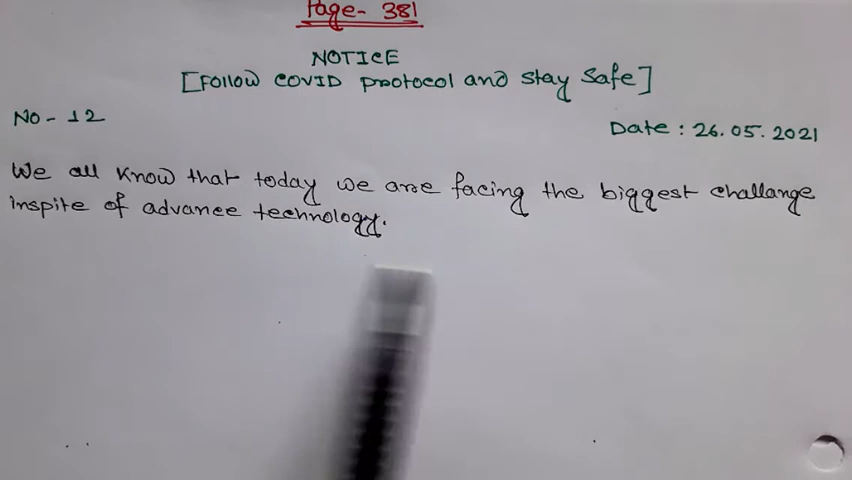 Page- 381
NOTICE
[Follow COVID protocol and stay safe]
No - 12
Date : 26.05.2021
We all know that today we are facing the biggest challange
inspite of advance technology.